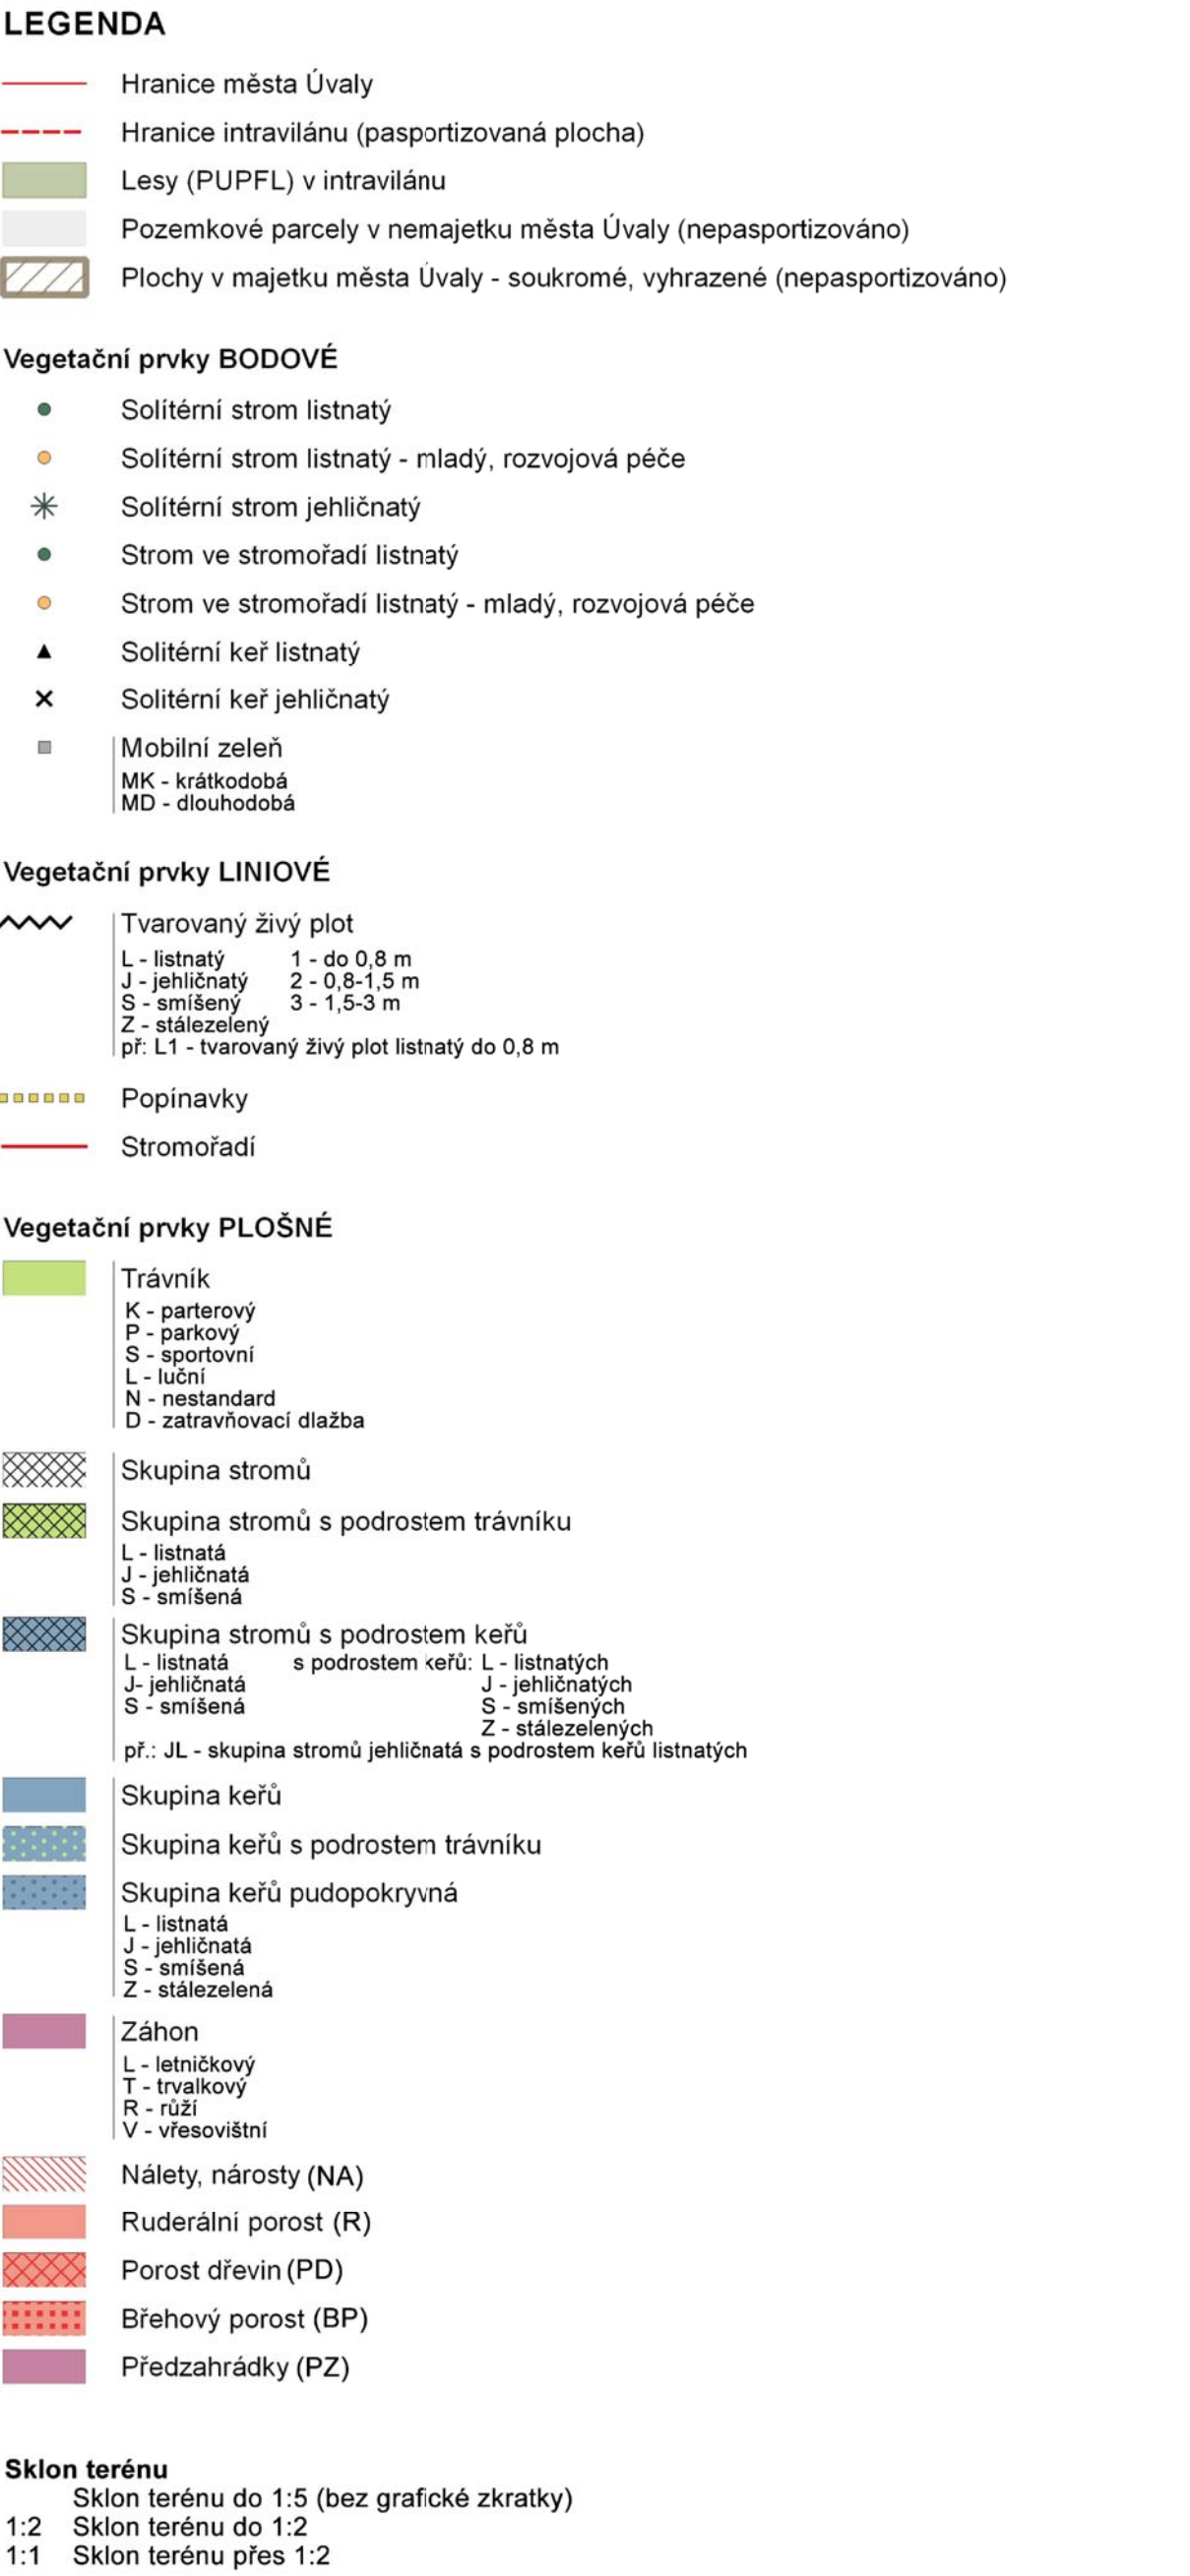 LEGENDA
Hranice města Úvaly
Hranice intravilánu (pasportizovaná plocha)
Lesy (PUPFL) v intravilánu
Pozemkové parcely v nemajetku města Úvaly (nepasportizováno)
Plochy v majetku města Úvaly - soukromé, vyhrazené (nepasportizováno)
Vegetační prvky BODOVÉ
Solítérní strom listnatý
Solítérní strom listnatý - mladý, rozvojová péče
Solítérní strom jehličnatý
Strom ve stromořadí listnatý
Strom ve stromořadí listnatý - mladý, rozvojová péče
Solitérní keř listnatý
Solitérní keř jehličnatý
Mobilní zeleň
MK - krátkodobá
MD - dlouhodobá
Vegetační prvky LINIOVÉ
Tvarovaný živý plot
L - listnatý 1 - do 0,8 m
J - jehličnatý 2 - 0,8-1,5 m
S - smíšený 3 - 1,5-3 m
Z - stálezelený
př: L1 - tvarovaný živý plot listnatý do 0,8 m
Popínavky
Stromořadí
Vegetační prvky PLOŠNÉ
Trávník
K - parterový
P - parkový
S - sportovní
L - luční
N - nestandard
D - zatravňovací dlažba
Skupina stromů
Skupina stromů s podrostem trávníku
L - listnatá
J - jehličnatá
S - smíšená
Skupina stromů s podrostem keřů
L - listnatá s podrostem keřů: L - listnatých
J- jehličnatá J - jehličnatých
S - smíšená S - smíšených
Z - stálezelených
př.: JL - skupina stromů jehličnatá s podrostem keřů listnatých
Skupina keřů
Skupina keřů s podrostem trávníku
Skupina keřů pudopokryvná
L - listnatá
J - jehličnatá
S - smíšená
Z - stálezelená
Záhon
L - letničkový
T - trvalkový
R - růží
V - vřesovištní
Nálety, nárosty (NA)
Ruderální porost (R)
Porost dřevin (PD)
Břehový porost (BP)
Předzahrádky (PZ)
Sklon terénu
Sklon terénu do 1:5 (bez grafické zkratky)
1:2 Sklon terénu do 1:2
1:1 Sklon terénu přes 1:2